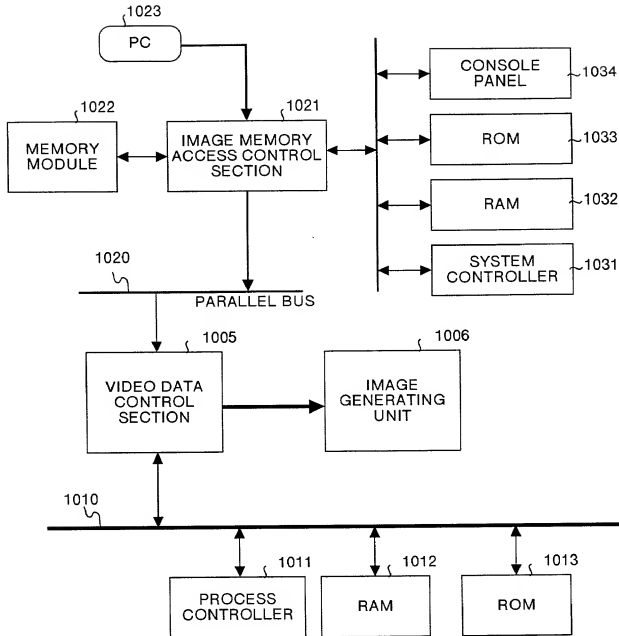 1023
PC
1022
MEMORY
MODULE
1021
IMAGE MEMORY
ACCESS CONTROL
SECTION
CONSOLE
PANEL
1034
ROM
1033
RAM
1032
SYSTEM
CONTROLLER
1031
1020
PARALLEL BUS
1005
VIDEO DATA
CONTROL
SECTION
1006
IMAGE
GENERATING
UNIT
1010
1011
PROCESS
CONTROLLER
1012
RAM
1013
ROM